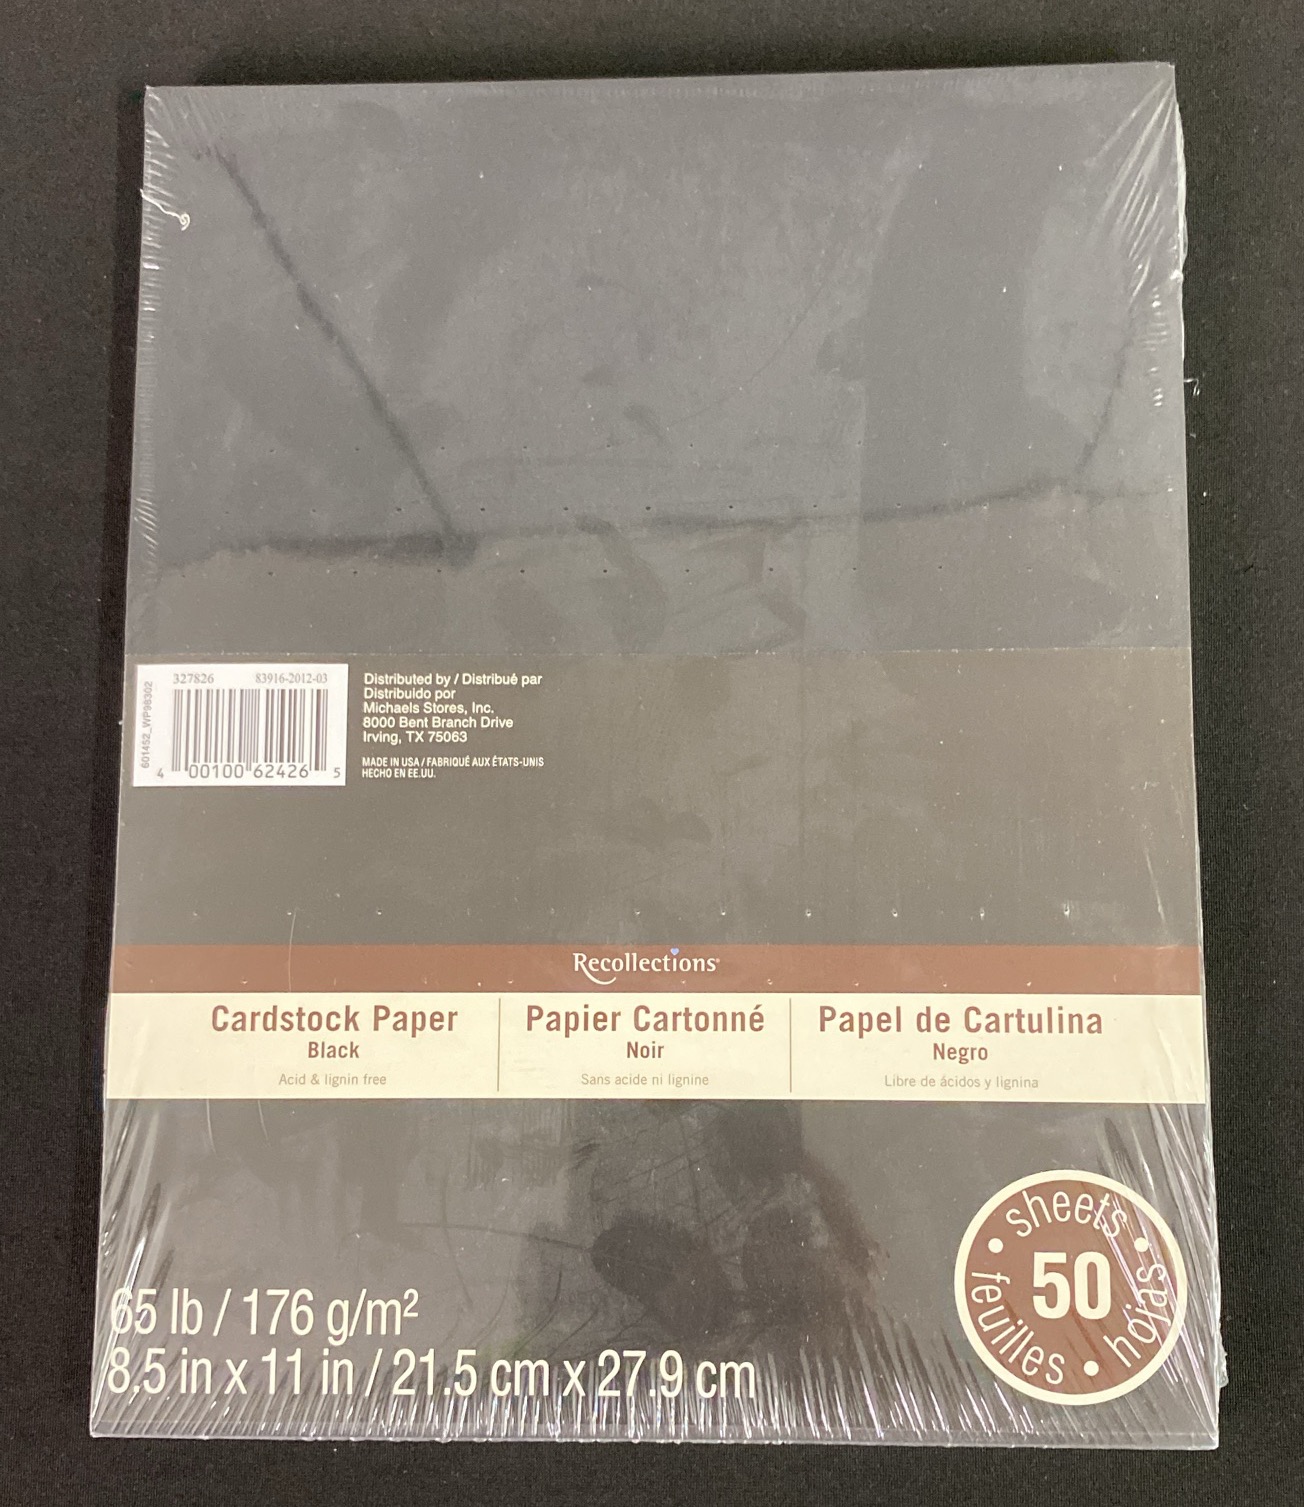 327826 83916-2012-03
601452_WP98302
4 00100 62426 5
Distributed by / Distribué par
Distribuido por
Michaels Stores, Inc.
8000 Bent Branch Drive
Irving, TX 75063
MADE IN USA / FABRIQUÉ AUX ÉTATS-UNIS
HECHO EN EE.UU.
Recollections®
Cardstock Paper
Black
Acid & lignin free
Papier Cartonné
Noir
Sans acide ni lignine
Papel de Cartulina
Negro
Libre de ácidos y lignina
65 lb / 176 g/m²
8.5 in x 11 in / 21.5 cm x 27.9 cm
• sheets •
50
feuilles • hojas